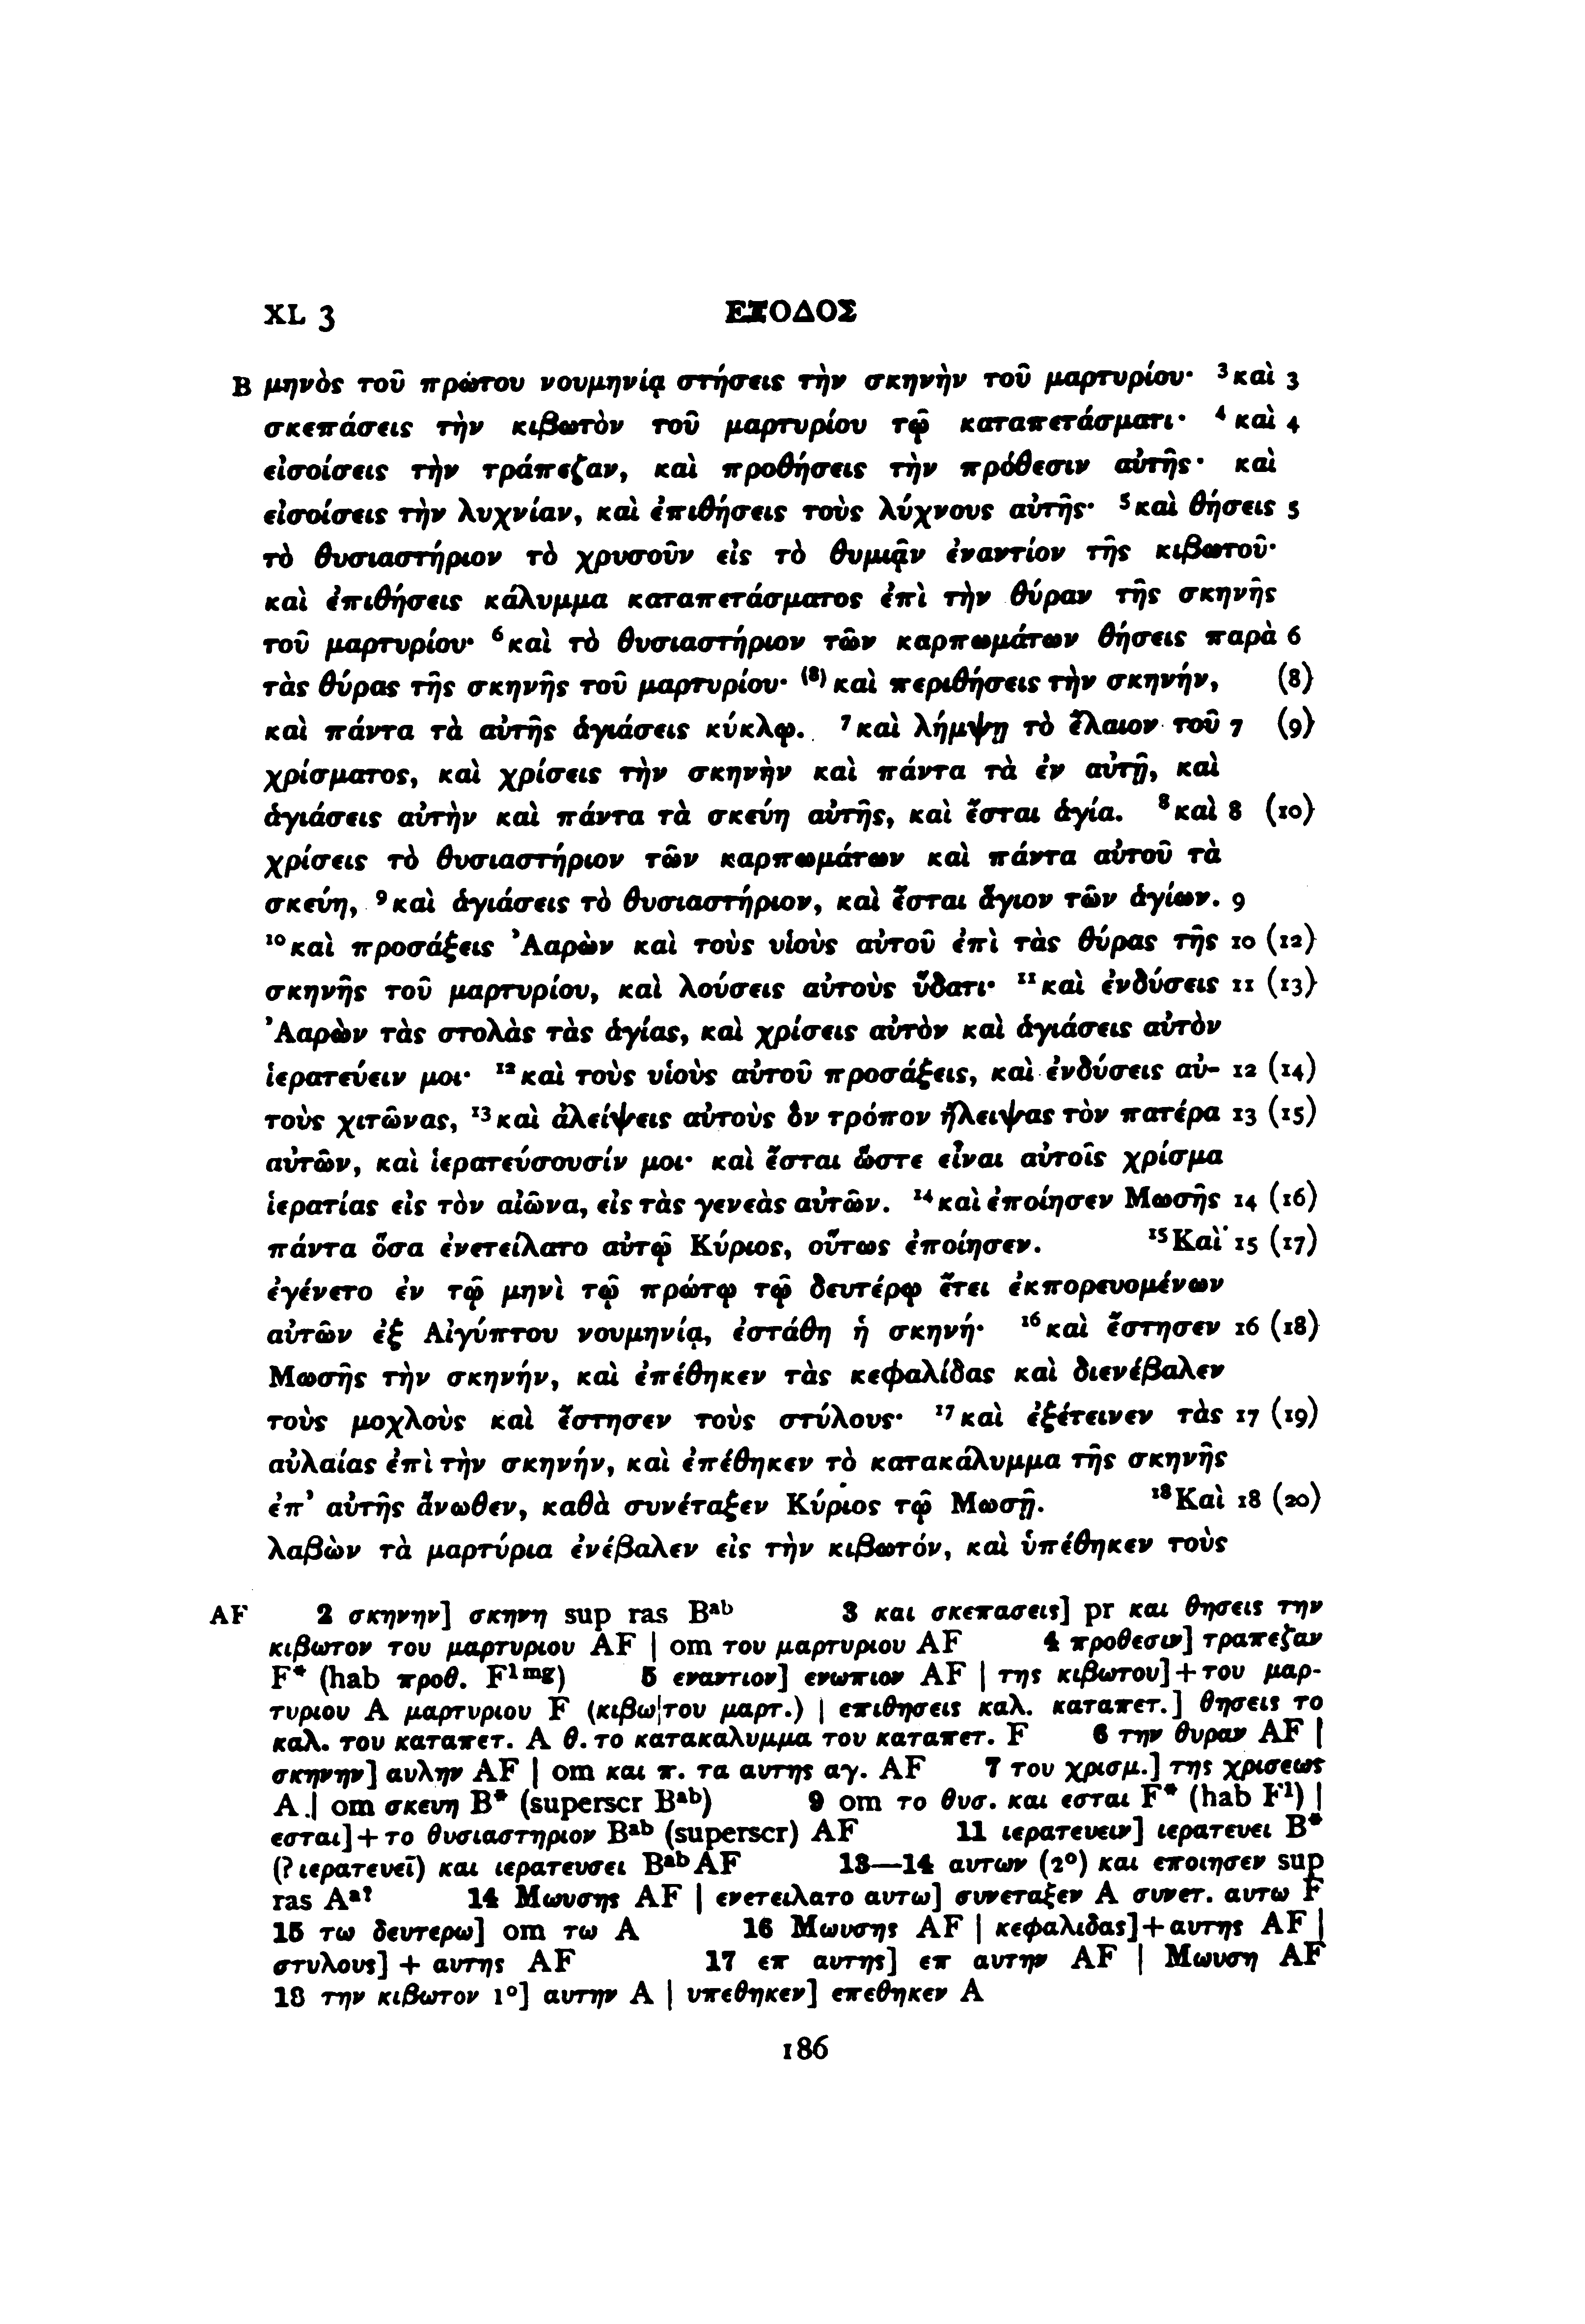 XL 3 ΕΞΟΔΟΣ
B μηνὸς τοῦ πρώτου νουμηνίᾳ στήσεις τὴν σκηνὴν τοῦ μαρτυρίου· ³καὶ 3
σκεπάσεις τὴν κιβωτὸν τοῦ μαρτυρίου τῷ καταπετάσματι· ⁴καὶ 4
εἰσοίσεις τὴν τράπεζαν, καὶ προθήσεις τὴν πρόθεσιν αὐτῆς· καὶ
εἰσοίσεις τὴν λυχνίαν, καὶ ἐπιθήσεις τοὺς λύχνους αὐτῆς· ⁵καὶ θήσεις 5
τὸ θυσιαστήριον τὸ χρυσοῦν εἰς τὸ θυμιᾷν ἐναντίον τῆς κιβωτοῦ·
καὶ ἐπιθήσεις κάλυμμα καταπετάσματος ἐπὶ τὴν θύραν τῆς σκηνῆς
τοῦ μαρτυρίου· ⁶καὶ τὸ θυσιαστήριον τῶν καρπωμάτων θήσεις παρὰ 6
τὰς θύρας τῆς σκηνῆς τοῦ μαρτυρίου· ⁽⁸⁾καὶ περιθήσεις τὴν σκηνήν, (8)
καὶ πάντα τὰ αὐτῆς ἁγιάσεις κύκλῳ. ⁷καὶ λήμψῃ τὸ ἔλαιον τοῦ 7 (9)
χρίσματος, καὶ χρίσεις τὴν σκηνὴν καὶ πάντα τὰ ἐν αὐτῇ, καὶ
ἁγιάσεις αὐτὴν καὶ πάντα τὰ σκεύη αὐτῆς, καὶ ἔσται ἁγία. ⁸καὶ 8 (10)
χρίσεις τὸ θυσιαστήριον τῶν καρπωμάτων καὶ πάντα αὐτοῦ τὰ
σκεύη, ⁹καὶ ἁγιάσεις τὸ θυσιαστήριον, καὶ ἔσται ἅγιον τῶν ἁγίων. 9
¹⁰καὶ προσάξεις Ἀαρὼν καὶ τοὺς υἱοὺς αὐτοῦ ἐπὶ τὰς θύρας τῆς 10 (12)
σκηνῆς τοῦ μαρτυρίου, καὶ λούσεις αὐτοὺς ὕδατι· ¹¹καὶ ἐνδύσεις 11 (13)
Ἀαρὼν τὰς στολὰς τὰς ἁγίας, καὶ χρίσεις αὐτὸν καὶ ἁγιάσεις αὐτὸν
ἱερατεύειν μοι· ¹²καὶ τοὺς υἱοὺς αὐτοῦ προσάξεις, καὶ ἐνδύσεις αὐ- 12 (14)
τοὺς χιτῶνας, ¹³καὶ ἀλείψεις αὐτοὺς ὃν τρόπον ἤλειψας τὸν πατέρα 13 (15)
αὐτῶν, καὶ ἱερατεύσουσίν μοι· καὶ ἔσται ὥστε εἶναι αὐτοῖς χρίσμα
ἱερατίας εἰς τὸν αἰῶνα, εἰς τὰς γενεὰς αὐτῶν. ¹⁴καὶ ἐποίησεν Μωσῆς 14 (16)
πάντα ὅσα ἐνετείλατο αὐτῷ Κύριος, οὕτως ἐποίησεν. ¹⁵Καὶ 15 (17)
ἐγένετο ἐν τῷ μηνὶ τῷ πρώτῳ τῷ δευτέρῳ ἔτει ἐκπορευομένων
αὐτῶν ἐξ Αἰγύπτου νουμηνίᾳ, ἐστάθη ἡ σκηνή· ¹⁶καὶ ἔστησεν 16 (18)
Μωσῆς τὴν σκηνήν, καὶ ἐπέθηκεν τὰς κεφαλίδας καὶ διενέβαλεν
τοὺς μοχλοὺς καὶ ἔστησεν τοὺς στύλους· ¹⁷καὶ ἐξέτεινεν τὰς 17 (19)
αὐλαίας ἐπὶ τὴν σκηνήν, καὶ ἐπέθηκεν τὸ κατακάλυμμα τῆς σκηνῆς
ἐπ’ αὐτῆς ἄνωθεν, καθὰ συνέταξεν Κύριος τῷ Μωσῇ. ¹⁸Καὶ 18 (20)
λαβὼν τὰ μαρτύρια ἐνέβαλεν εἰς τὴν κιβωτόν, καὶ ὑπέθηκεν τοὺς
AF 2 σκηνην] σκηνη sup ras Bᵃᵇ 3 και σκεπασεις] pr και θησεις την
κιβωτον του μαρτυριου AF | om του μαρτυριου AF 4 προθεσιν] τραπεζαν
F* (hab προθ. F¹ᵐᵍ) 5 εναντιον] ενωπιον AF | της κιβωτου]+του μαρ-
τυριου A μαρτυριου F (κιβω|του μαρτ.) | επιθησεις καλ. καταπετ.] θησεις το
καλ. του καταπετ. A θ. το κατακαλυμμα του καταπετ. F 6 την θυραν AF |
σκηνην] αυλην AF | om και π. τα αυτης αγ. AF 7 του χρισμ.] της χρισεως
A | om σκευη B* (superscr Bᵃᵇ) 9 om το θυσ. και εσται F* (hab F¹) |
εσται]+το θυσιαστηριον Bᵃᵇ (superscr) AF 11 ιερατευειν] ιερατευει B*
(? ιερατευεῑ) και ιερατευσει Bᵃᵇ AF 13—14 αυτων (2º) και εποιησεν sup
ras Aᵃ? 14 Μωυσης AF | ενετειλατο αυτω] συνεταξεν A συνετ. αυτω F
15 τω δευτερω] om τω A 16 Μωυσης AF | κεφαλιδας]+αυτης AF |
στυλους] + αυτης AF 17 επ αυτης] επ αυτην AF | Μωυση AF
18 την κιβωτον 1º] αυτην A | υπεθηκεν] επεθηκεν A
186